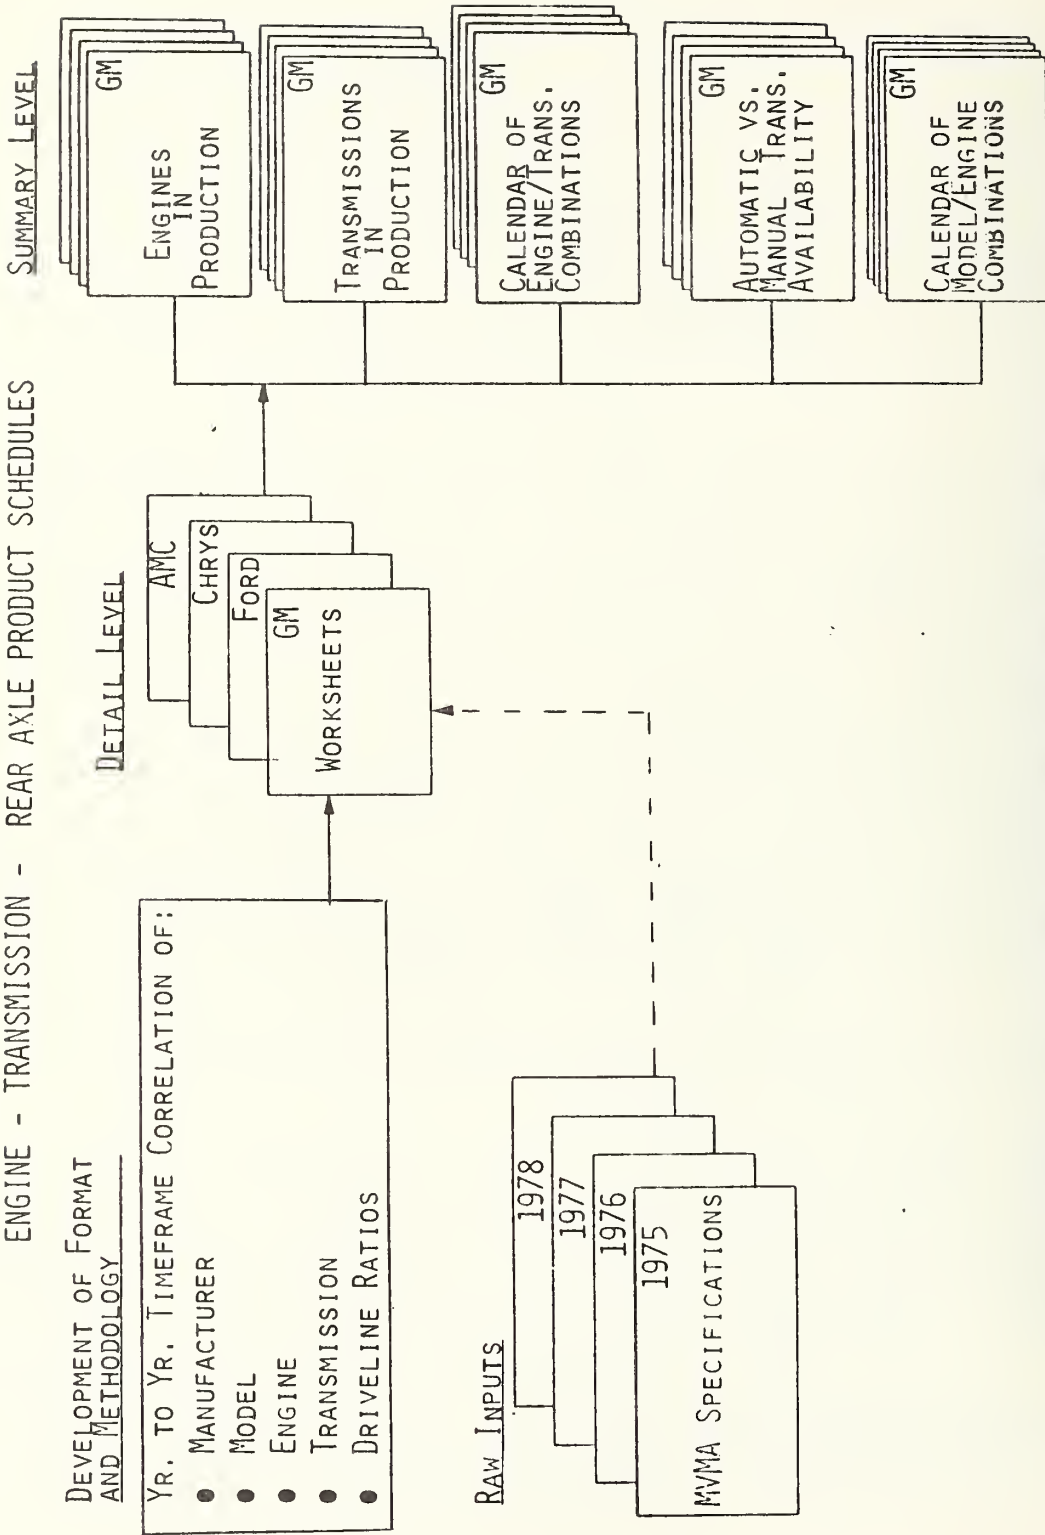 ENGINE - TRANSMISSION - REAR AXLE PRODUCT SCHEDULES
DEVELOPMENT OF FORMAT
AND METHODOLOGY
YR. TO YR. TIMEFRAME CORRELATION OF:
● MANUFACTURER
● MODEL
● ENGINE
● TRANSMISSION
● DRIVELINE RATIOS
RAW INPUTS
1978
1977
1976
1975
MVMA SPECIFICATIONS
DETAIL LEVEL
AMC
CHRYS
FORD
GM
WORKSHEETS
SUMMARY LEVEL
GM
ENGINES
IN
PRODUCTION
GM
TRANSMISSIONS
IN
PRODUCTION
GM
CALENDAR OF
ENGINE/TRANS.
COMBINATIONS
GM
AUTOMATIC VS.
MANUAL TRANS.
AVAILABILITY
GM
CALENDAR OF
MODEL/ENGINE
COMBINATIONS